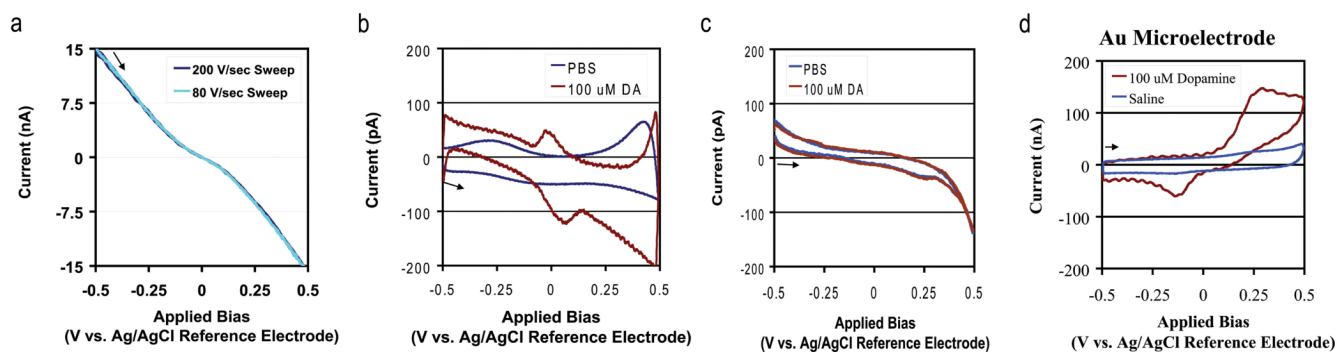 a
15
7.5
0
-7.5
-15
Current (nA)
200 V/sec Sweep
80 V/sec Sweep
-0.5 -0.25 0 0.25 0.5
Applied Bias
(V vs. Ag/AgCl Reference Electrode)
b
200
100
0
-100
-200
Current (pA)
PBS
100 uM DA
-0.5 -0.25 0 0.25 0.5
Applied Bias
(V vs. Ag/AgCl Reference Electrode)
c
200
100
0
-100
-200
Current (pA)
PBS
100 uM DA
-0.5 -0.25 0 0.25 0.5
Applied Bias
(V vs. Ag/AgCl Reference Electrode)
d
Au Microelectrode
200
100
0
-100
-200
Current (nA)
100 uM Dopamine
Saline
-0.5 -0.25 0 0.25 0.5
Applied Bias
(V vs. Ag/AgCl Reference Electrode)